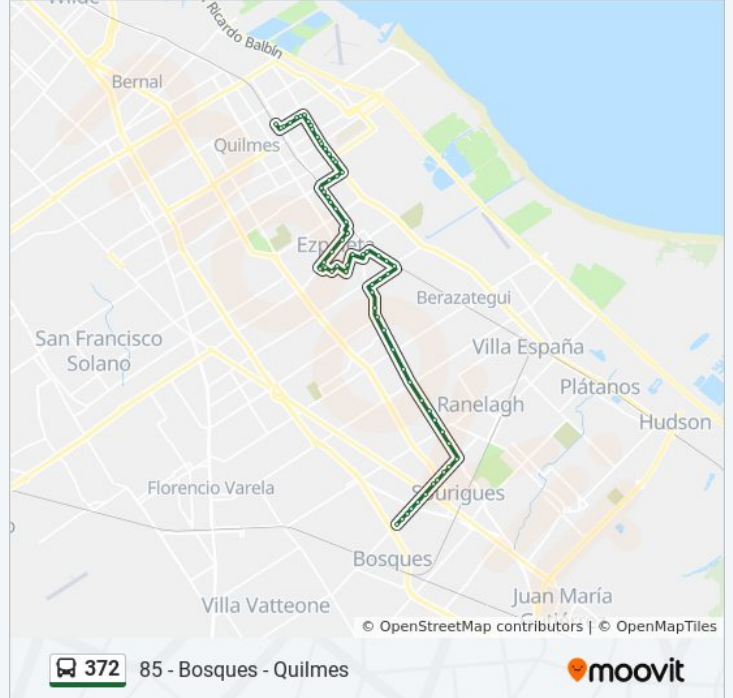 Wilde
Ricardo Balbín
Bernal
Quilmes
Ezpeleta
Berazategui
San Francisco
Solano
Villa España
Plátanos
Ranelagh
Hudson
Florencio Varela
Sourigues
Bosques
Juan María
Villa Vatteone
© OpenStreetMap contributors | © OpenMapTiles
372 85 - Bosques - Quilmes
moovit